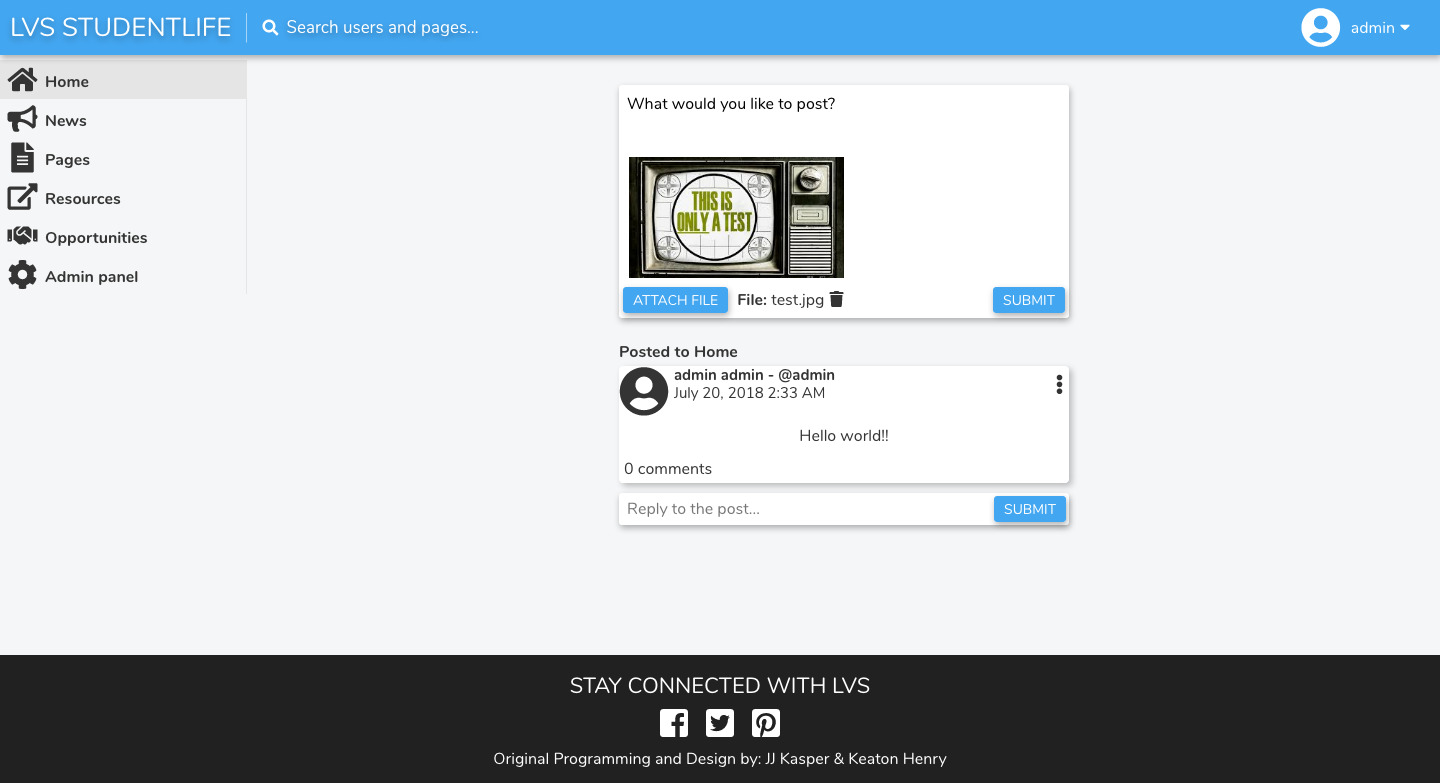 LVS STUDENTLIFE
Search users and pages...
admin
Home
News
Pages
Resources
Opportunities
Admin panel
What would you like to post?
THIS IS
ONLY A TEST
ATTACH FILE
File: test.jpg
SUBMIT
Posted to Home
admin admin - @admin
July 20, 2018 2:33 AM
Hello world!!
0 comments
Reply to the post...
SUBMIT
STAY CONNECTED WITH LVS
Original Programming and Design by: JJ Kasper & Keaton Henry